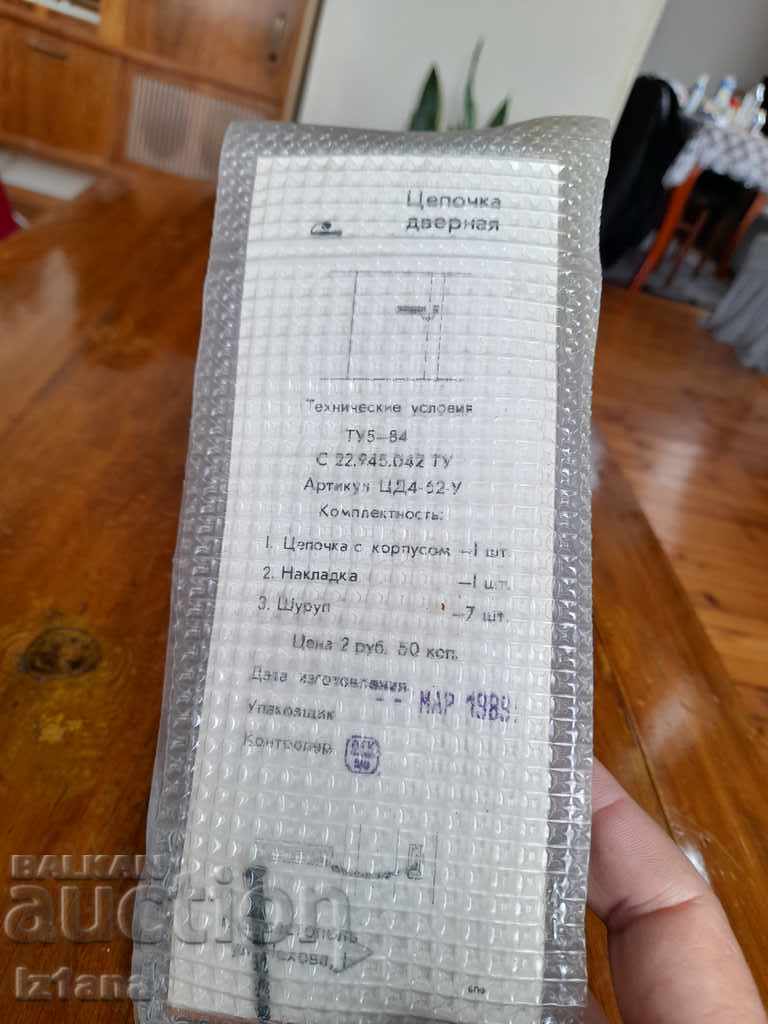 Цепочка
дверная
Технические условия
ТУ5-84
С 22.945.042 ТУ
Артикул ЦД4-62-У
Комплектность:
1. Цепочка с корпусом -1 шт.
2. Накладка -1 шт.
3. Шуруп -7 шт.
Цена 2 руб. 50 коп.
Дата изготовления МАР 1989
Упаковщик
Контролер
BALKAN
auction
Iz1ana